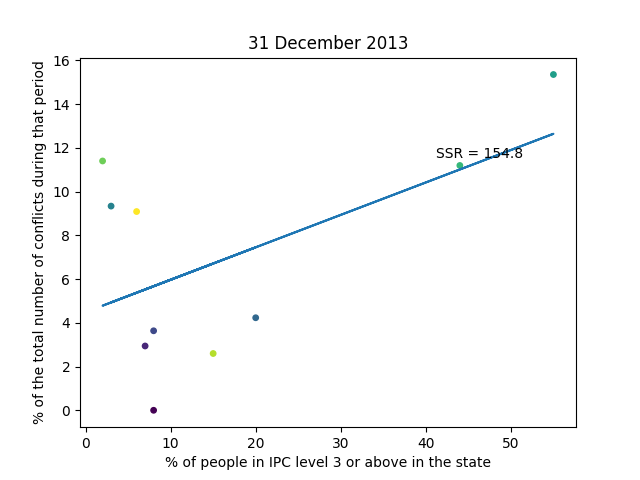 31 December 2013
% of the total number of conflicts during that period
16
14
12
10
8
6
4
2
0
SSR = 154.8
0 10 20 30 40 50
% of people in IPC level 3 or above in the state